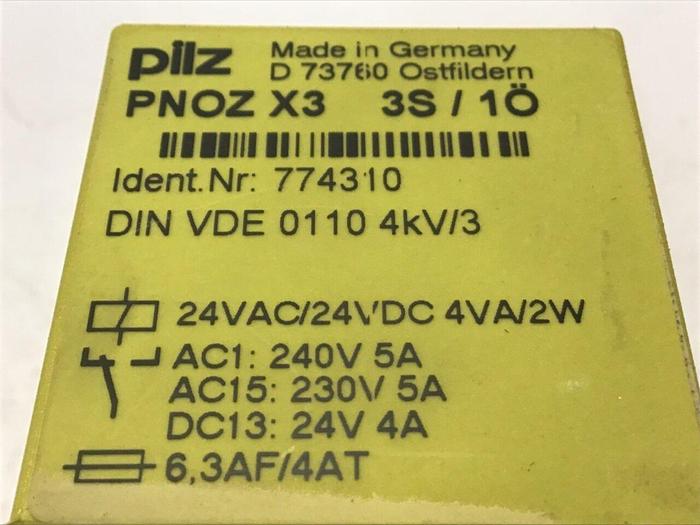 pilz Made in Germany
D 73760 Ostfildern
PNOZ X3 3S / 1Ö
Ident.Nr: 774310
DIN VDE 0110 4kV/3
24VAC/24VDC 4VA/2W
AC1: 240V 5A
AC15: 230V 5A
DC13: 24V 4A
6,3AF/4AT